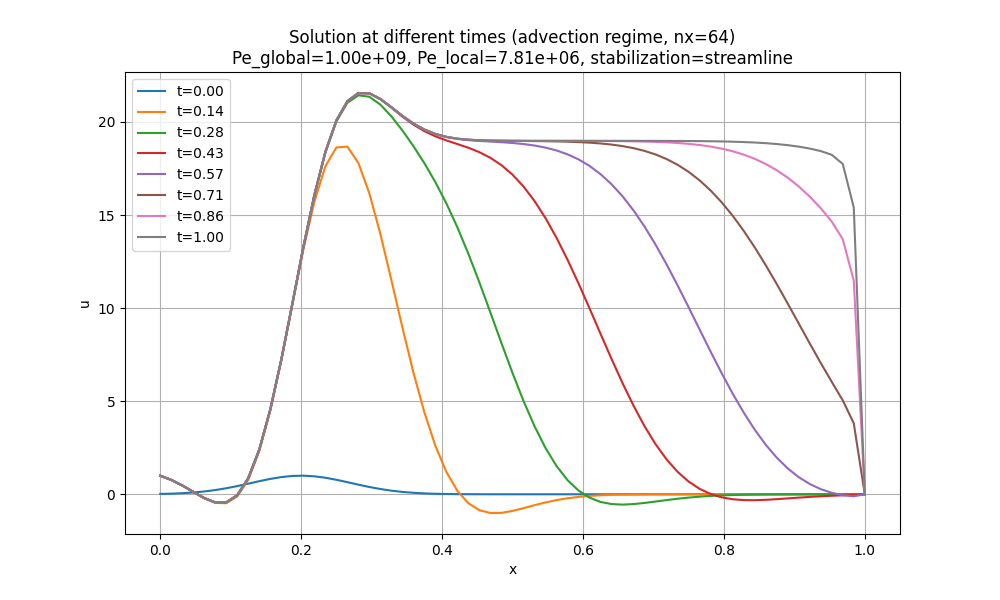 Solution at different times (advection regime, nx=64)
Pe_global=1.00e+09, Pe_local=7.81e+06, stabilization=streamline
t=0.00
t=0.14
t=0.28
t=0.43
t=0.57
t=0.71
t=0.86
t=1.00
u
20
15
10
5
0
0.0 0.2 0.4 0.6 0.8 1.0
x